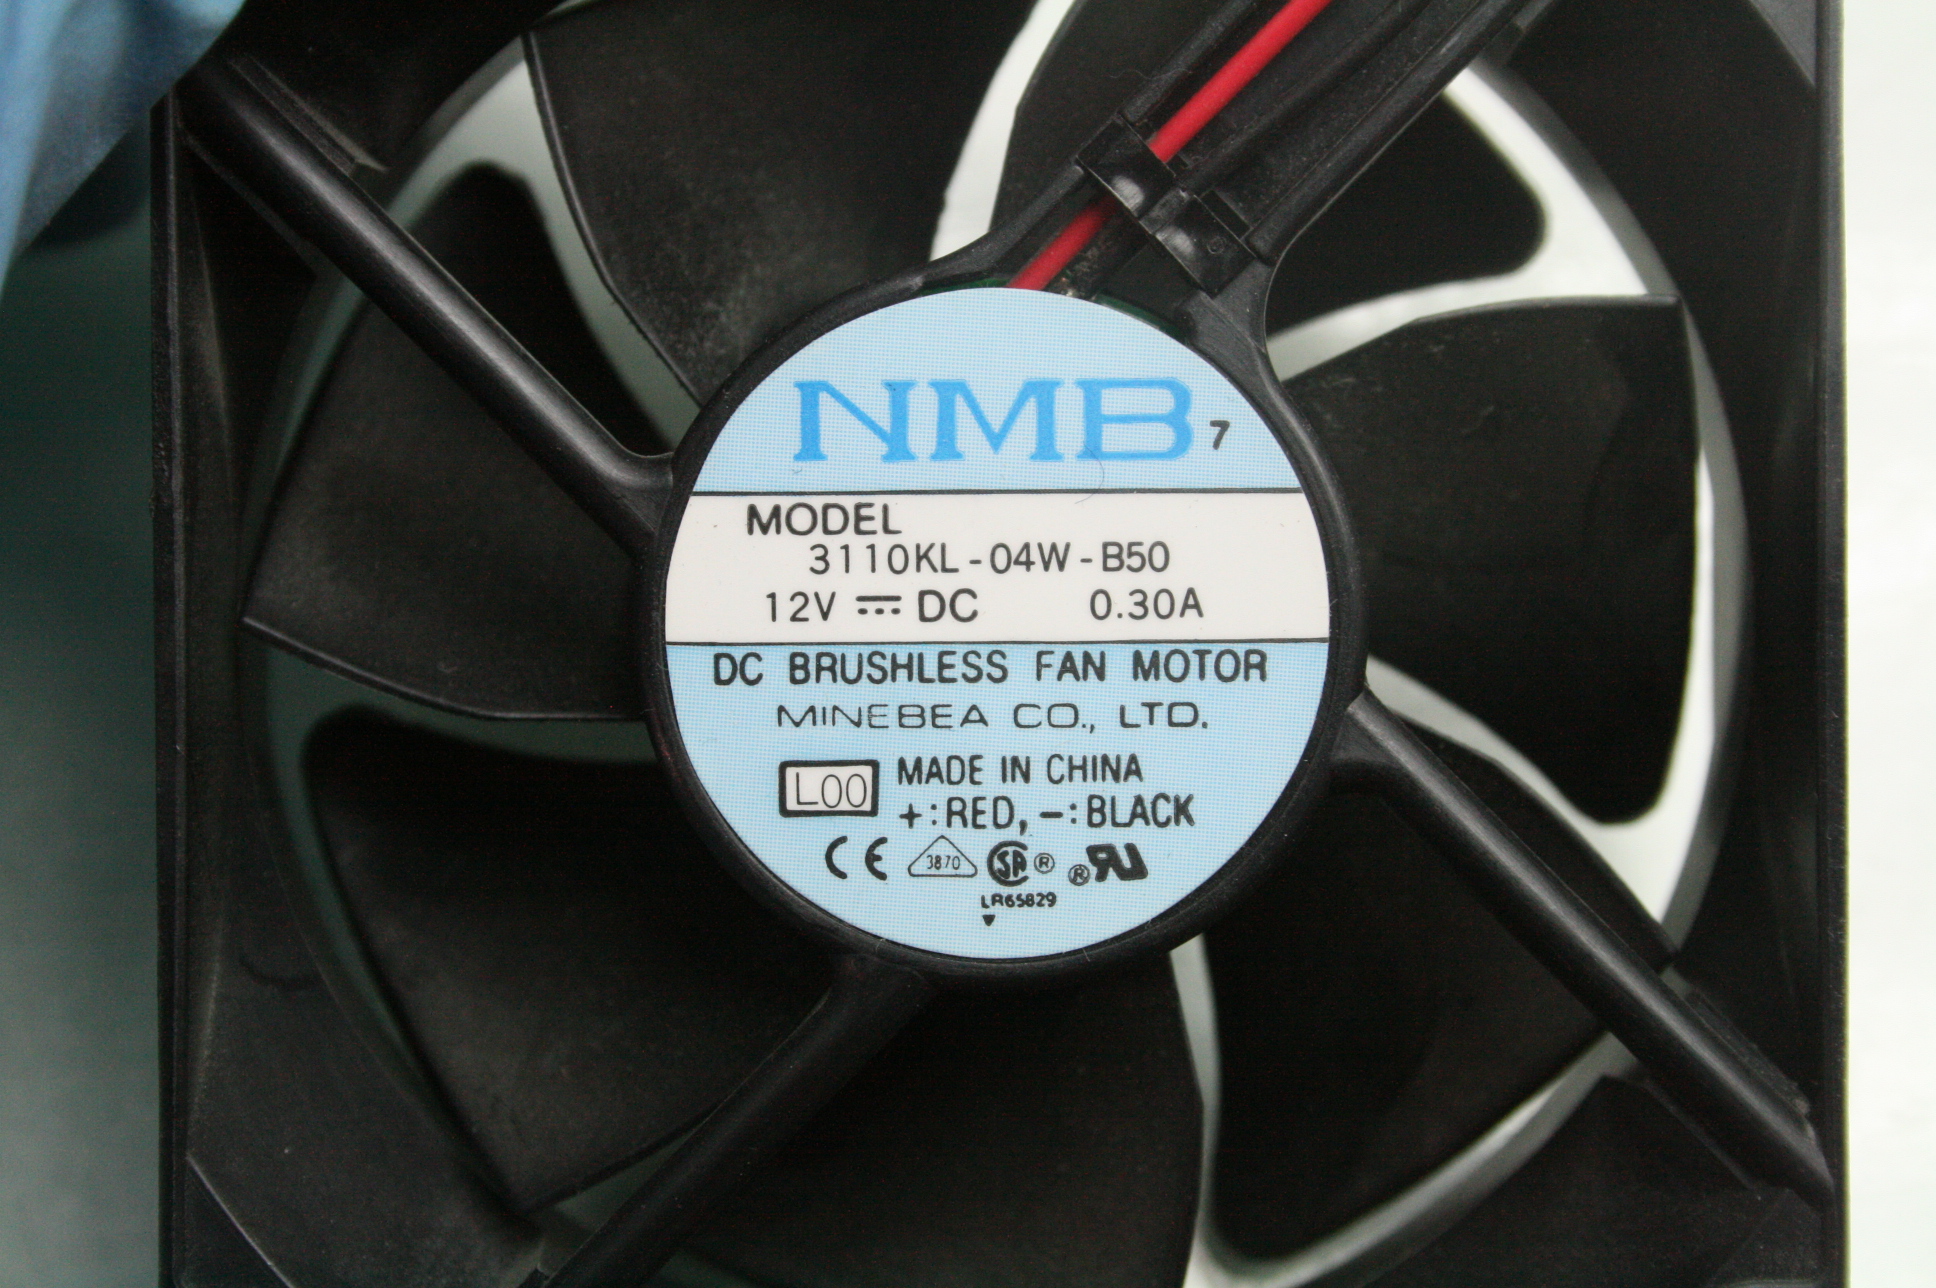 NMB 7
MODEL
3110KL-04W-B50
12V ⎓ DC 0.30A
DC BRUSHLESS FAN MOTOR
MINEBEA CO., LTD.
L00 MADE IN CHINA
+:RED, -:BLACK
CE 3870 SA® ®RU
LR65829